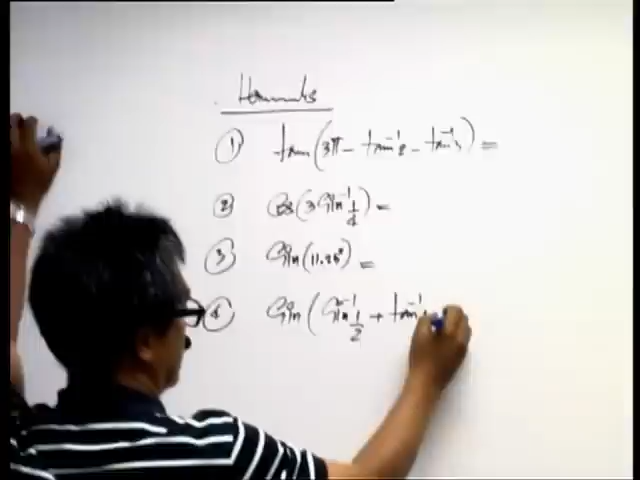 ① tan(3π - tan⁻¹2 - tan⁻¹3) =
② cos(3 sin⁻¹ 1/4) =
③ sin(11.25°) =
④ sin(sin⁻¹ 1/2 + tan⁻¹